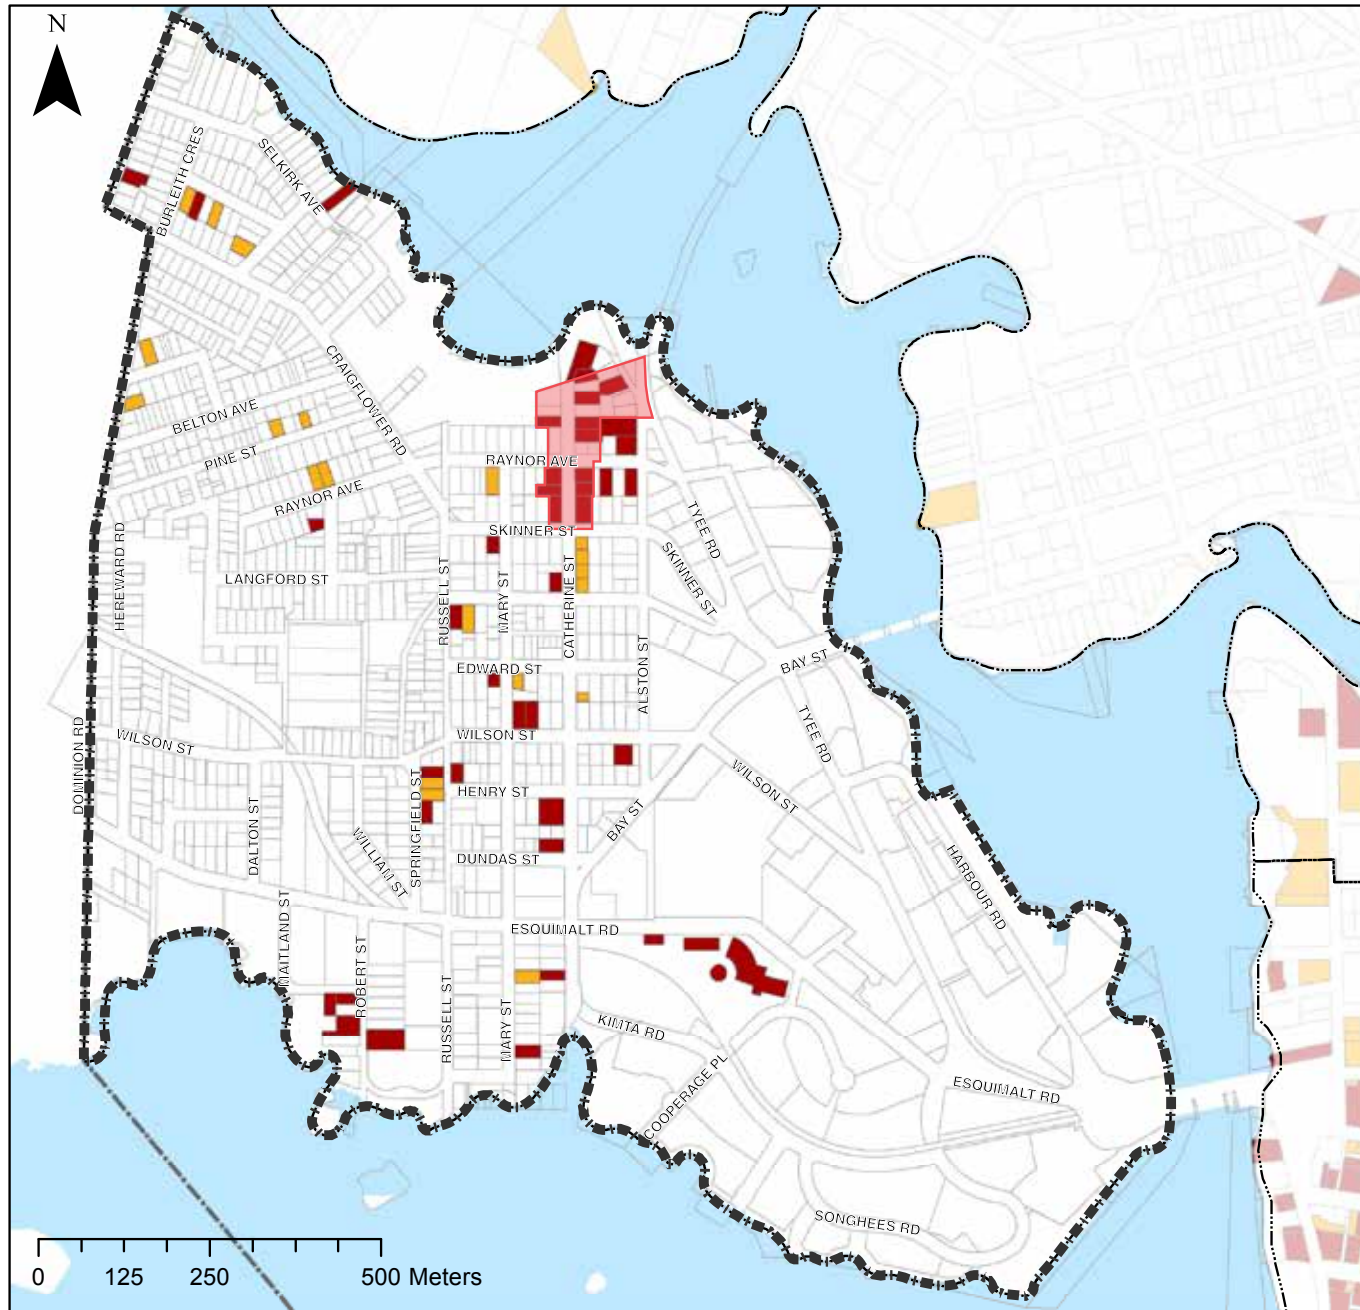 N
BURLEITH CRES
SELKIRK AVE
CRAIGFLOWER RD
BELTON AVE
PINE ST
RAYNOR AVE
RAYNOR AVE
HEREWARD RD
SKINNER ST
TYEE RD
SKINNER ST
LANGFORD ST
RUSSELL ST
MARY ST
CATHERINE ST
ALSTON ST
EDWARD ST
BAY ST
TYEE RD
DOMINION RD
WILSON ST
WILSON ST
WILSON ST
HENRY ST
BAY ST
SPRINGFIELD ST
DALTON ST
WILLIAM ST
DUNDAS ST
HARBOUR RD
MAITLAND ST
ROBERT ST
ESQUIMALT RD
RUSSELL ST
MARY ST
KIMTA RD
COOPERAGE PL
ESQUIMALT RD
SONGHEES RD
0 125 250 500 Meters